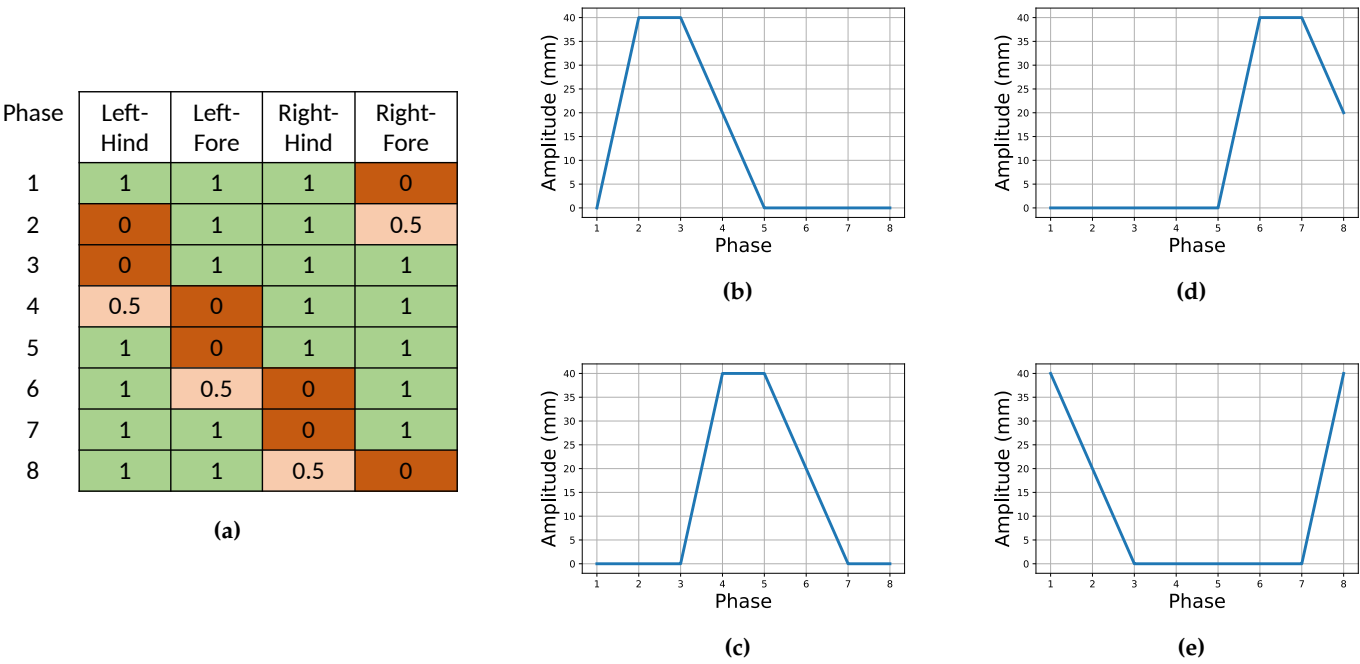 Phase Left- Left- Right- Right-
Hind Fore Hind Fore
1 1 1 1 0
2 0 1 1 0.5
3 0 1 1 1
4 0.5 0 1 1
5 1 0 1 1
6 1 0.5 0 1
7 1 1 0 1
8 1 1 0.5 0
(a)
Amplitude (mm)
40
35
30
25
20
15
10
5
0
1 2 3 4 5 6 7 8
Phase
(b)
Amplitude (mm)
40
35
30
25
20
15
10
5
0
1 2 3 4 5 6 7 8
Phase
(c)
Amplitude (mm)
40
35
30
25
20
15
10
5
0
1 2 3 4 5 6 7 8
Phase
(d)
Amplitude (mm)
40
35
30
25
20
15
10
5
0
1 2 3 4 5 6 7 8
Phase
(e)